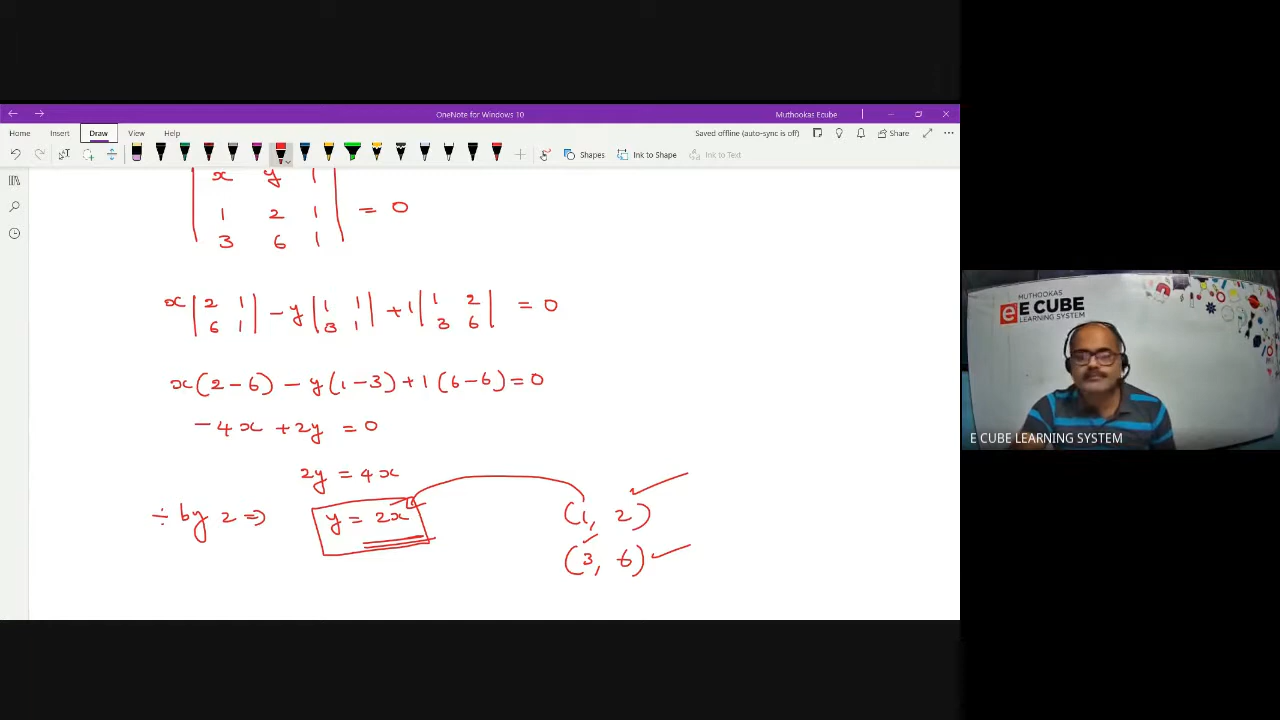 OneNote for Windows 10
Muthookas Ecube
Home Insert Draw View Help
Saved offline (auto-sync is off)
Share
Shapes
Ink to Shape
Ink to Text
x y 1
1 2 1 = 0
3 6 1
x |2 1| - y |1 1| + 1 |1 2| = 0
|6 1| |3 1| |3 6|
x(2-6) - y(1-3) + 1(6-6) = 0
-4x + 2y = 0
2y = 4x
÷ by 2 ⇒ y = 2x
(1, 2)
(3, 6)
MUTHOOKAS
e E CUBE
LEARNING SYSTEM
E CUBE LEARNING SYSTEM